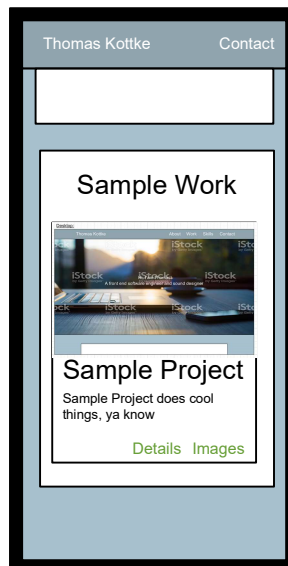 Thomas Kottke Contact
Sample Work
Desktop:
Thomas Kottke About Work Skills Contact
iStock iStock
iStock iStock iStock
A front end software engineer and sound designer
iStock iStock
Sample Project
Sample Project does cool
things, ya know
Details Images